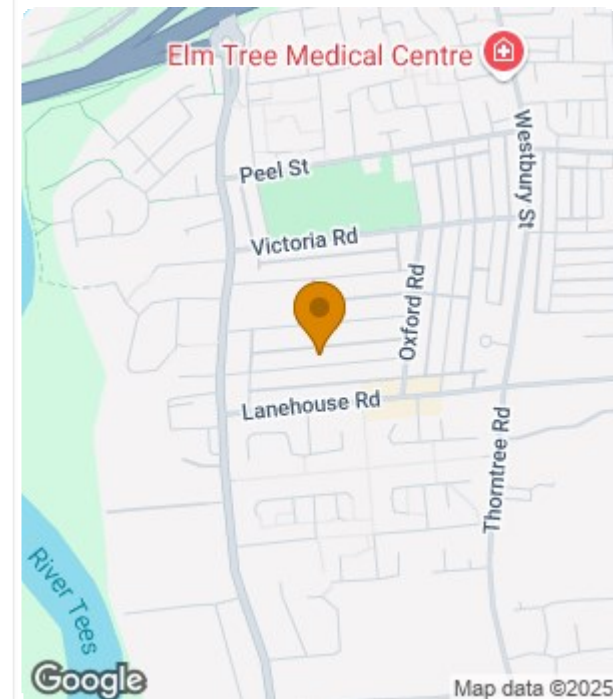 Elm Tree Medical Centre
Westbury St
Peel St
Victoria Rd
Oxford Rd
Lanehouse Rd
Thorntree Rd
River Tees
Google
Map data ©2025